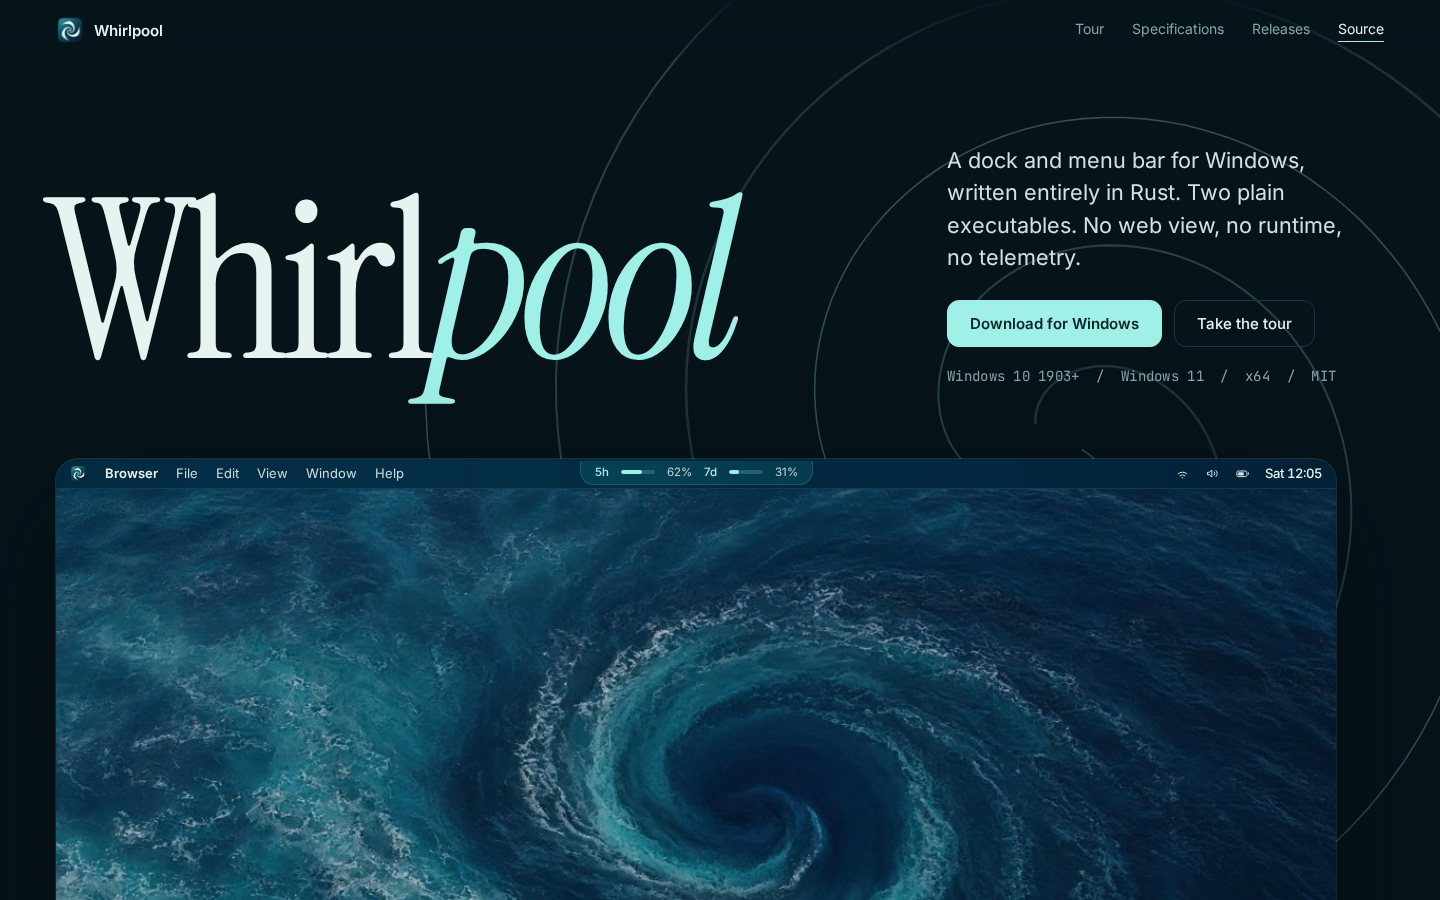 Whirlpool
Tour Specifications Releases Source
Whirlpool
A dock and menu bar for Windows,
written entirely in Rust. Two plain
executables. No web view, no runtime,
no telemetry.
Download for Windows Take the tour
Windows 10 1903+ / Windows 11 / x64 / MIT
Browser File Edit View Window Help
5h 62% 7d 31%
Sat 12:05